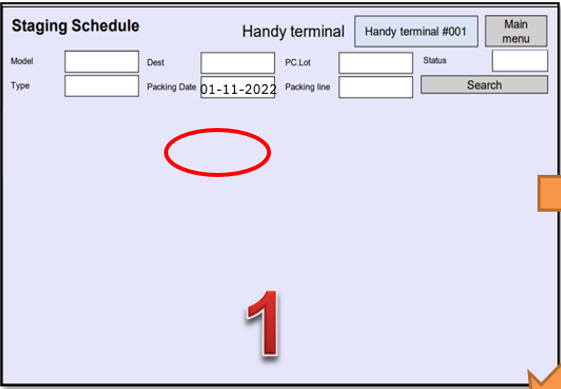 Staging Schedule
Handy terminal
Handy terminal #001
Main
menu
Model
Dest
PC.Lot
Status
Type
Packing Date
01-11-2022
Packing line
Search
1